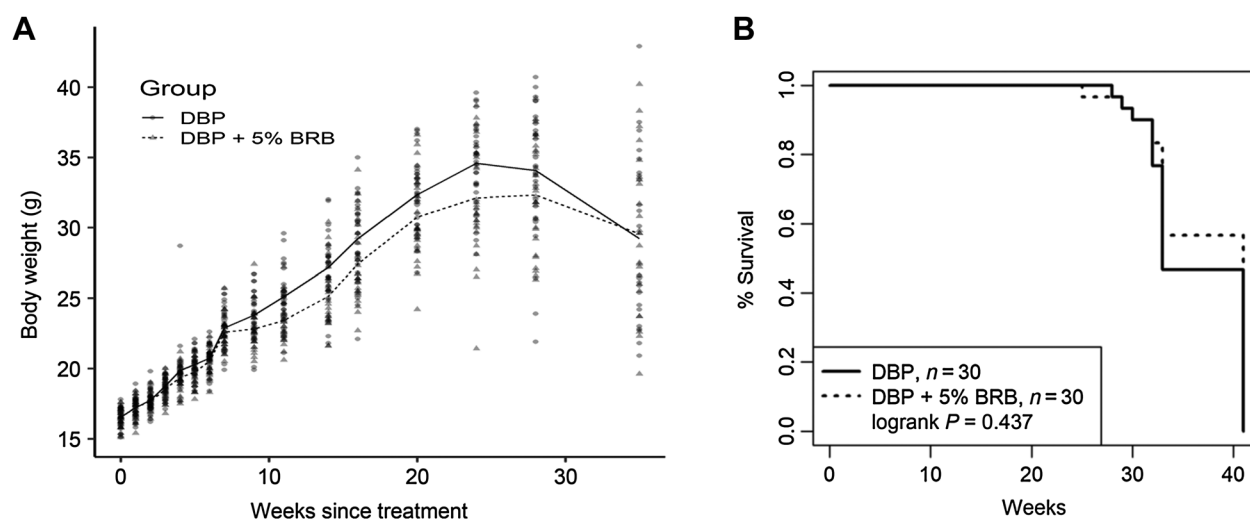 A
Body weight (g)
40
35
30
25
20
15
Group
DBP
DBP + 5% BRB
0 10 20 30
Weeks since treatment
B
% Survival
1.0
0.8
0.6
0.4
0.2
0.0
DBP, n = 30
DBP + 5% BRB, n = 30
logrank P = 0.437
0 10 20 30 40
Weeks